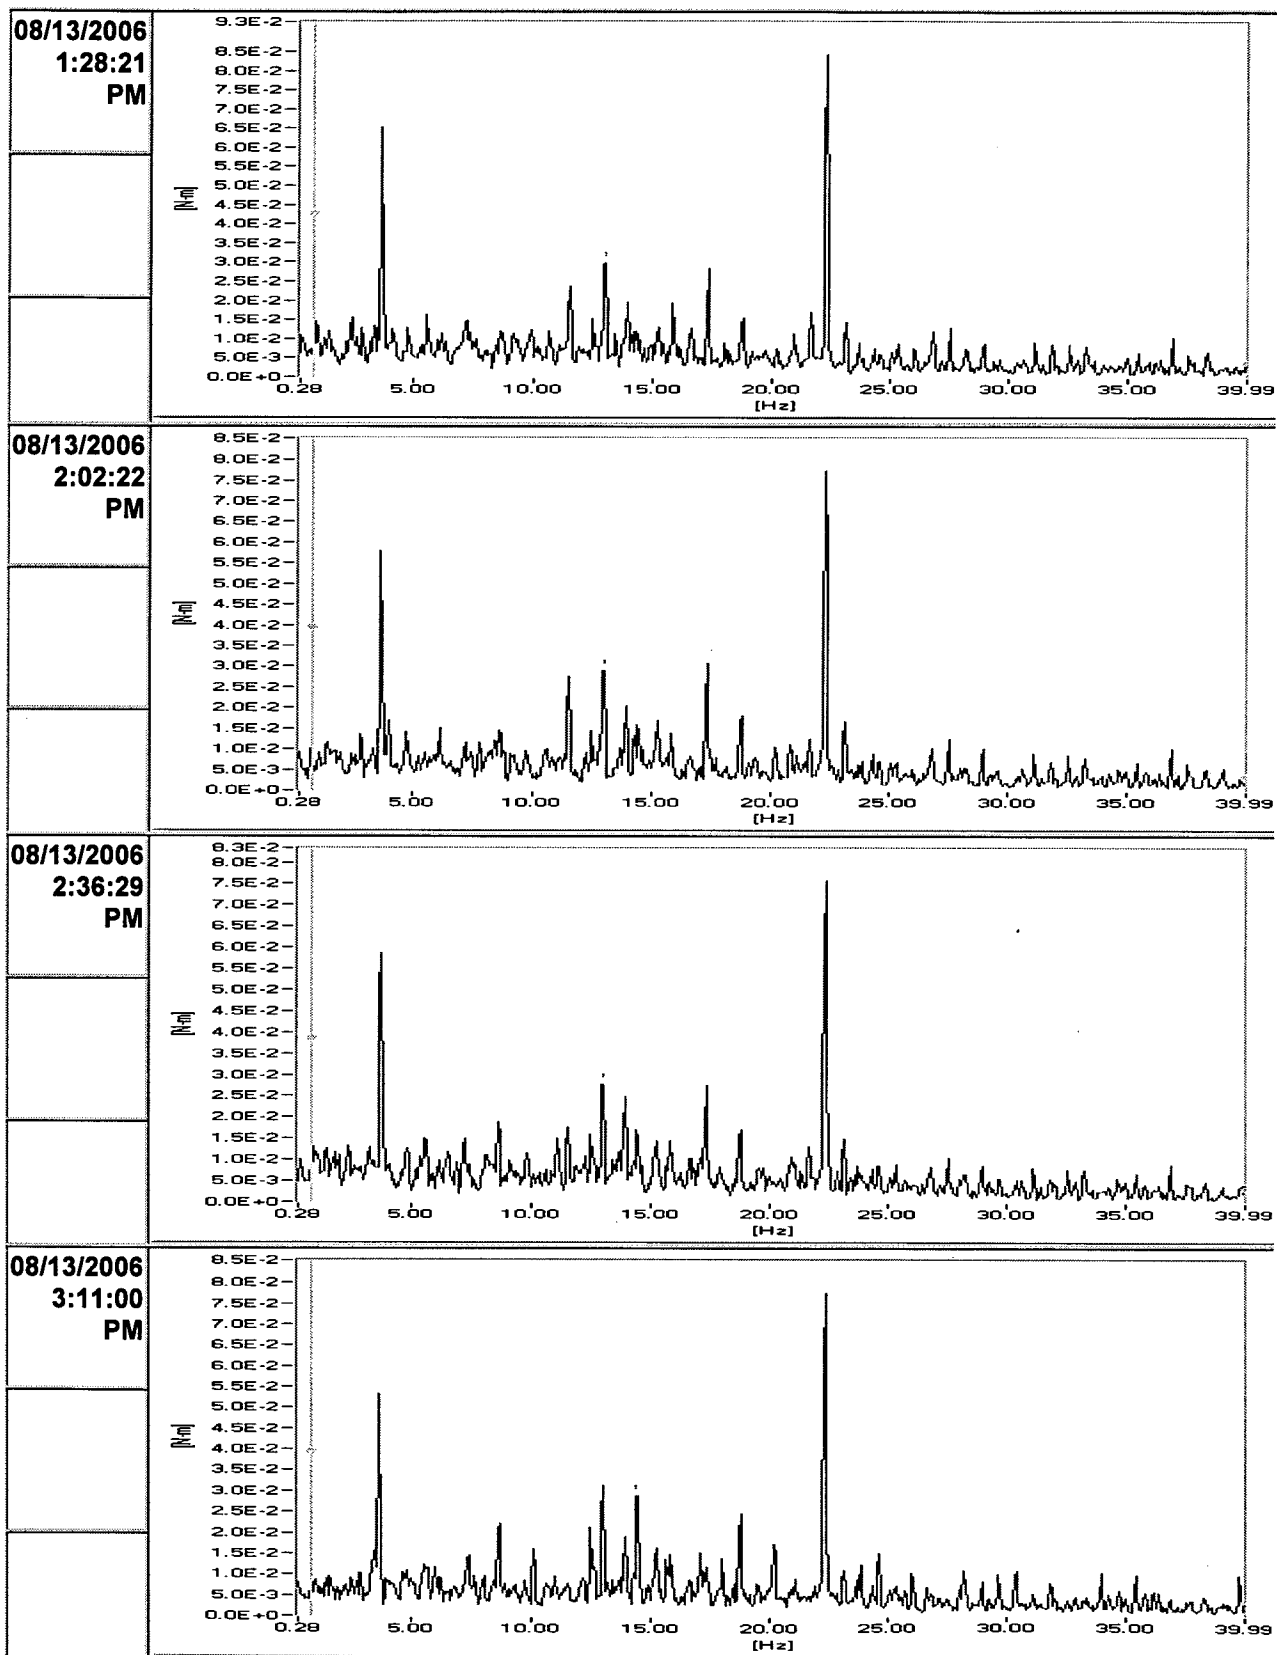 08/13/2006
1:28:21
PM
9.3E-2
8.5E-2
8.0E-2
7.5E-2
7.0E-2
6.5E-2
6.0E-2
5.5E-2
5.0E-2
4.5E-2
4.0E-2
3.5E-2
3.0E-2
2.5E-2
2.0E-2
1.5E-2
1.0E-2
5.0E-3
0.0E+0
[N·m]
0.28 5.00 10.00 15.00 20.00 25.00 30.00 35.00 39.99
[Hz]
08/13/2006
2:02:22
PM
8.5E-2
8.0E-2
7.5E-2
7.0E-2
6.5E-2
6.0E-2
5.5E-2
5.0E-2
4.5E-2
4.0E-2
3.5E-2
3.0E-2
2.5E-2
2.0E-2
1.5E-2
1.0E-2
5.0E-3
0.0E+0
[N·m]
0.28 5.00 10.00 15.00 20.00 25.00 30.00 35.00 39.99
[Hz]
08/13/2006
2:36:29
PM
8.3E-2
8.0E-2
7.5E-2
7.0E-2
6.5E-2
6.0E-2
5.5E-2
5.0E-2
4.5E-2
4.0E-2
3.5E-2
3.0E-2
2.5E-2
2.0E-2
1.5E-2
1.0E-2
5.0E-3
0.0E+0
[N·m]
0.28 5.00 10.00 15.00 20.00 25.00 30.00 35.00 39.99
[Hz]
08/13/2006
3:11:00
PM
8.5E-2
8.0E-2
7.5E-2
7.0E-2
6.5E-2
6.0E-2
5.5E-2
5.0E-2
4.5E-2
4.0E-2
3.5E-2
3.0E-2
2.5E-2
2.0E-2
1.5E-2
1.0E-2
5.0E-3
0.0E+0
[N·m]
0.28 5.00 10.00 15.00 20.00 25.00 30.00 35.00 39.99
[Hz]